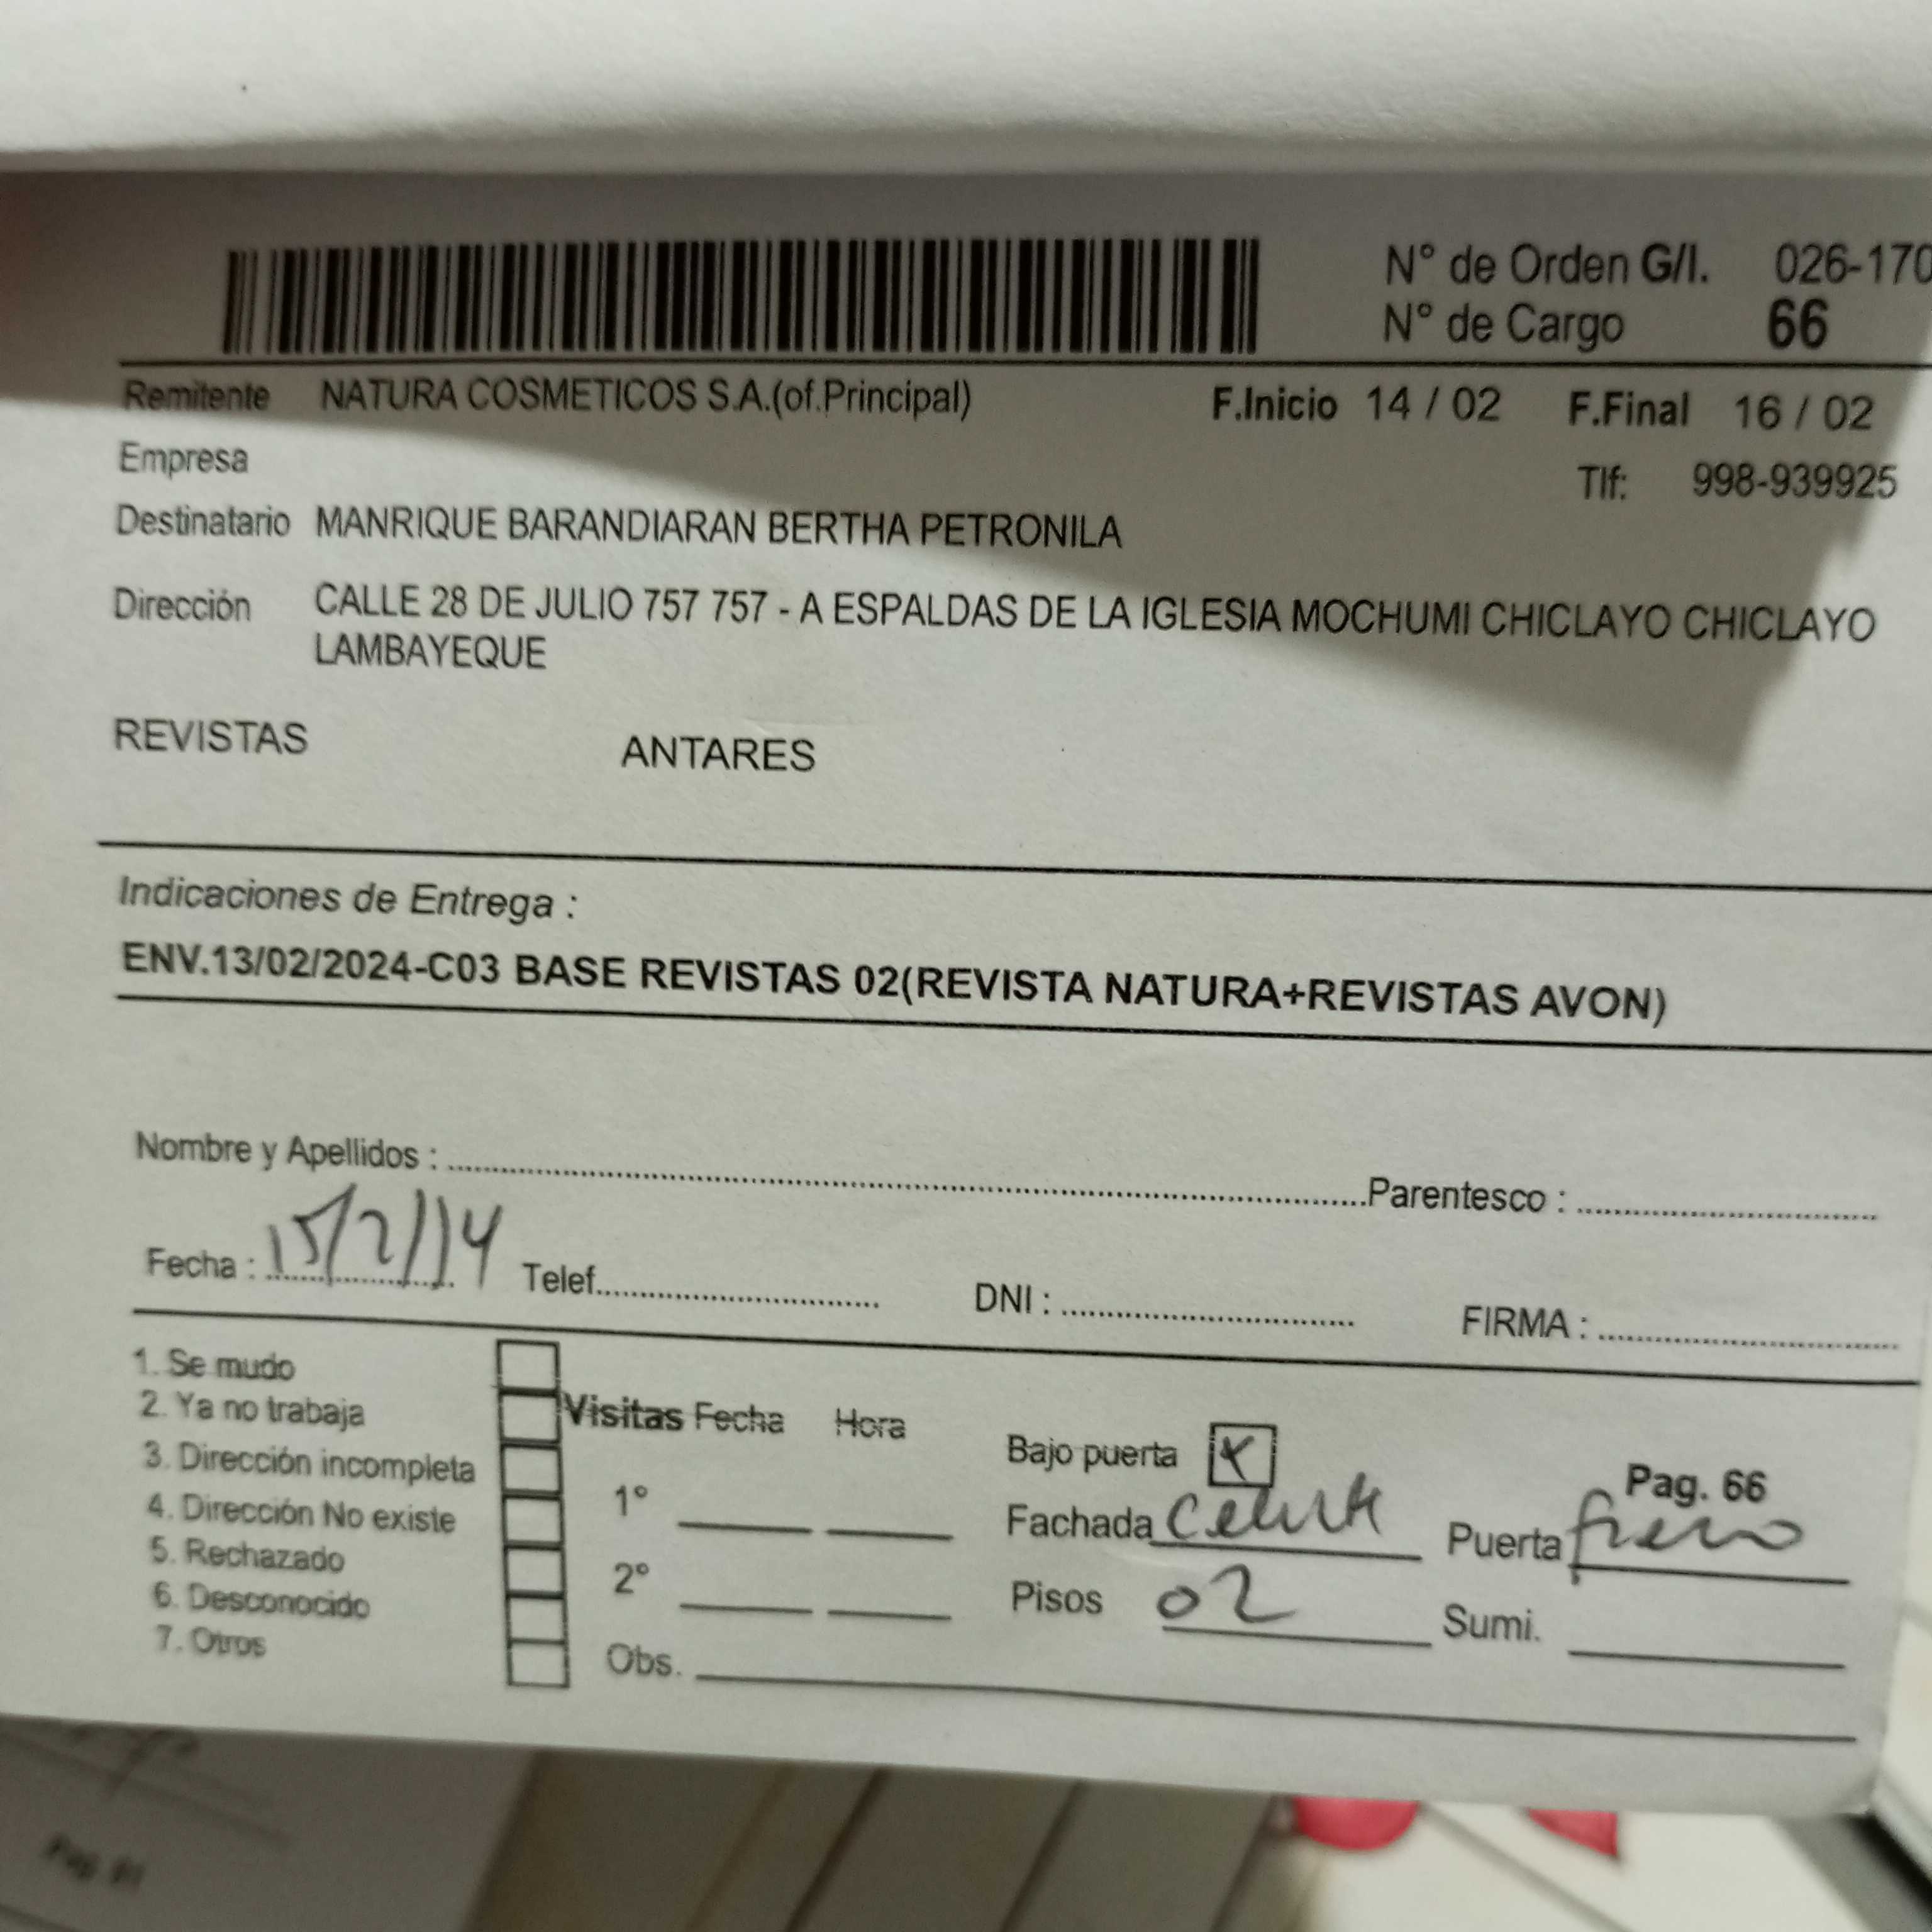 N° de Orden G/I. 026-170
N° de Cargo 66
Remitente NATURA COSMETICOS S.A.(of.Principal) F.Inicio 14 / 02 F.Final 16 / 02
Empresa
Tlf: 998-939925
Destinatario MANRIQUE BARANDIARAN BERTHA PETRONILA
Dirección CALLE 28 DE JULIO 757 757 - A ESPALDAS DE LA IGLESIA MOCHUMI CHICLAYO CHICLAYO
LAMBAYEQUE
REVISTAS ANTARES
Indicaciones de Entrega :
ENV.13/02/2024-C03 BASE REVISTAS 02(REVISTA NATURA+REVISTAS AVON)
Nombre y Apellidos : Parentesco :
Fecha : 15/2/14 Telef. DNI : FIRMA :
1. Se mudo
2. Ya no trabaja
3. Dirección incompleta
4. Dirección No existe
5. Rechazado
6. Desconocido
7. Otros
Visitas Fecha Hora
1°
2°
Obs.
Bajo puerta X
Pag. 66
Fachada Puerta fierro
Pisos 02 Sumi.